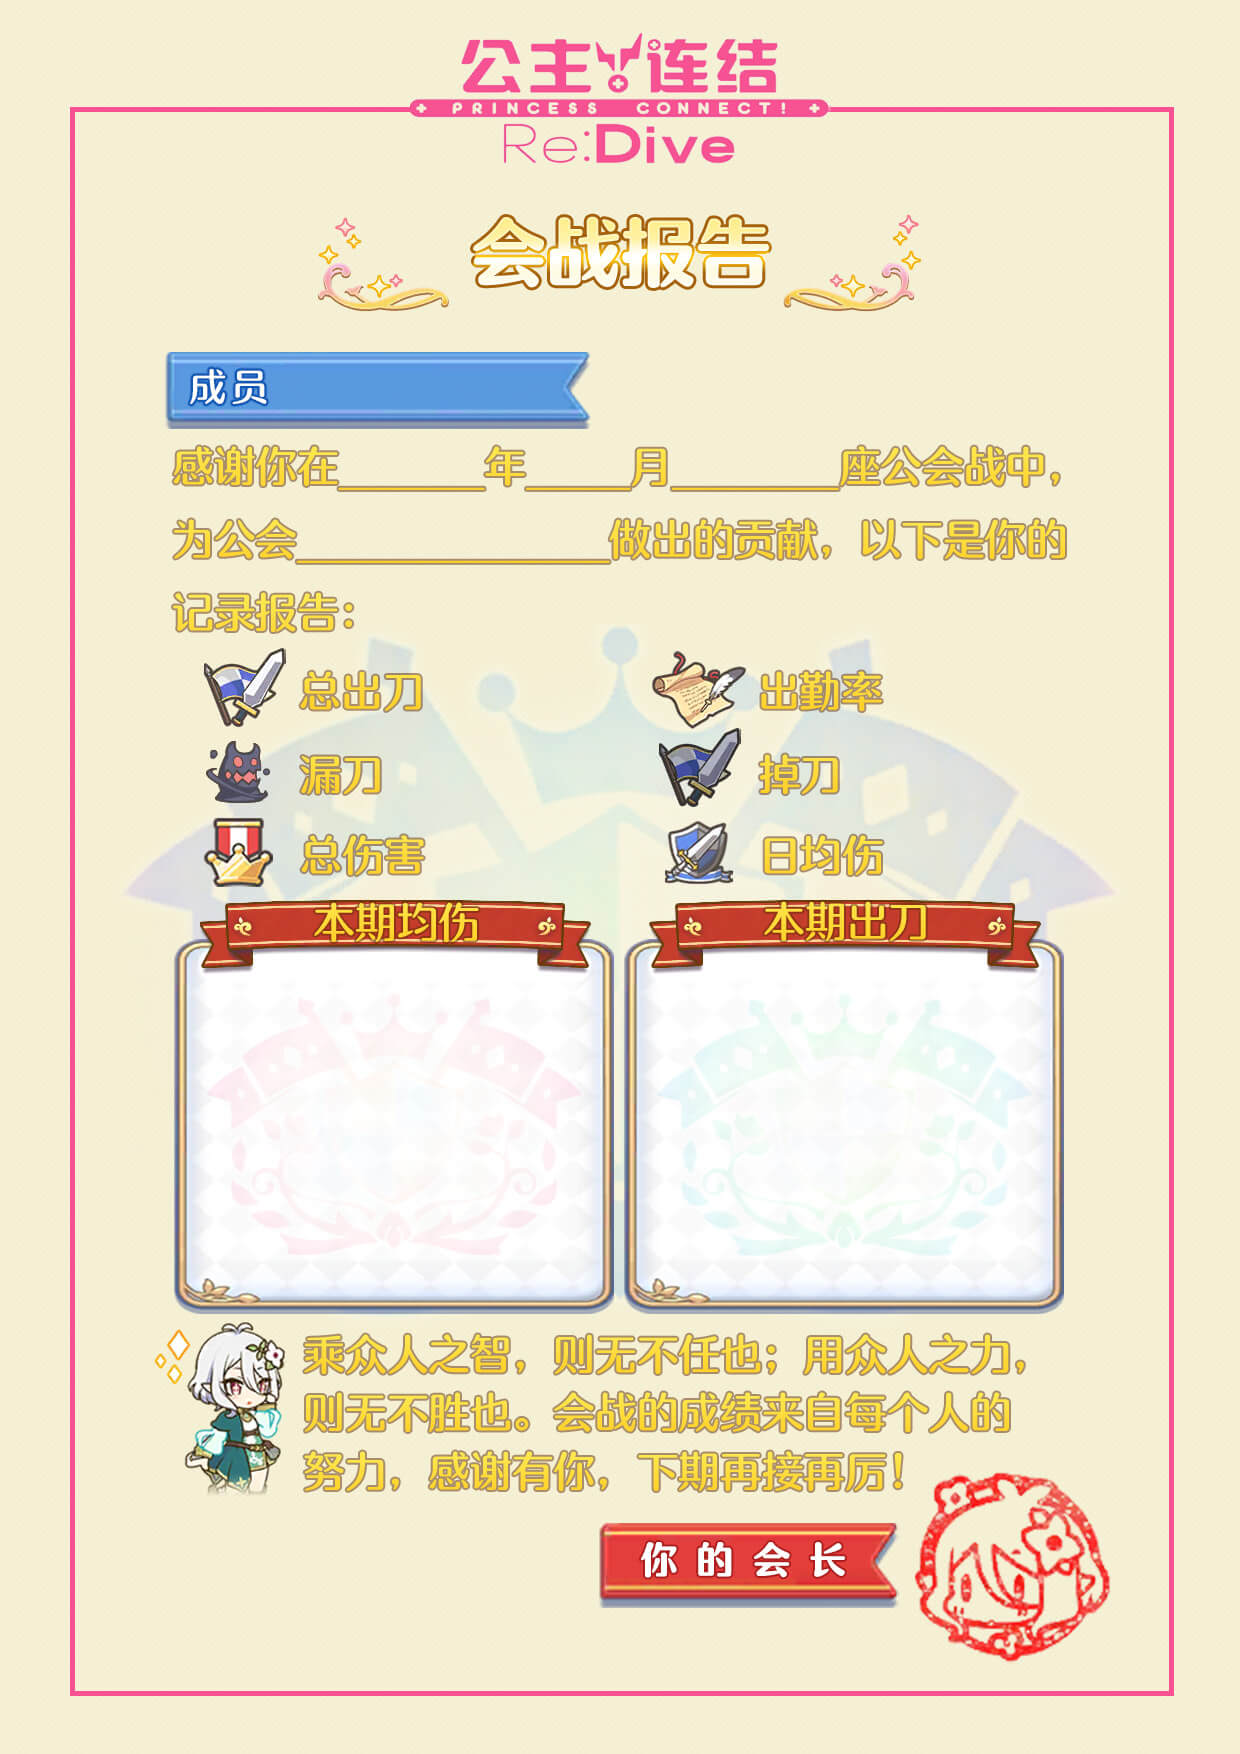 公主连结
PRINCESS CONNECT!
Re:Dive
会战报告
成员
感谢你在_______年_____月________座公会战中，
为公会_______________做出的贡献，以下是你的
记录报告：
总出刀 出勤率
漏刀 掉刀
总伤害 日均伤
本期均伤 本期出刀
乘众人之智，则无不任也；用众人之力，
则无不胜也。会战的成绩来自每个人的
努力，感谢有你，下期再接再厉！
你的会长